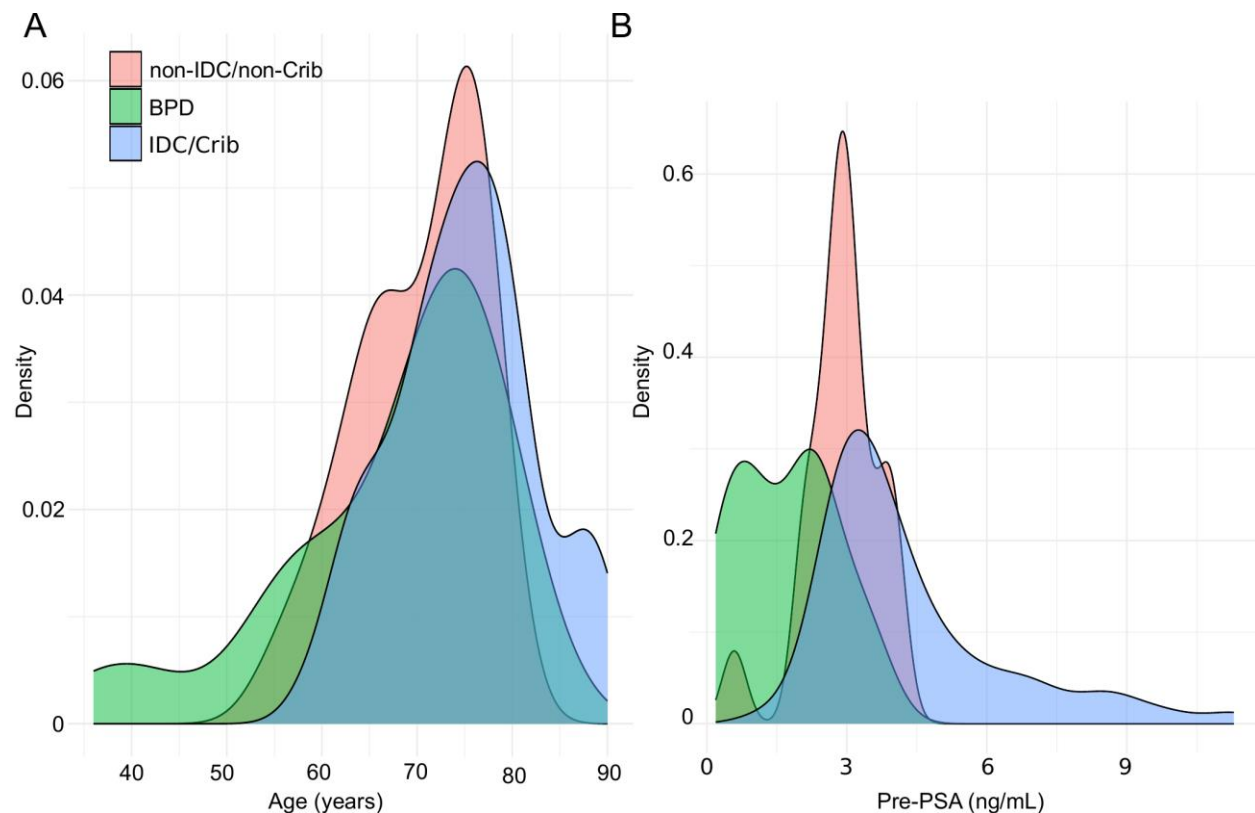 A
non-IDC/non-Crib
BPD
IDC/Crib
0.06
0.04
0.02
0
Density
40 50 60 70 80 90
Age (years)
B
0.6
0.4
0.2
0
Density
0 3 6 9
Pre-PSA (ng/mL)